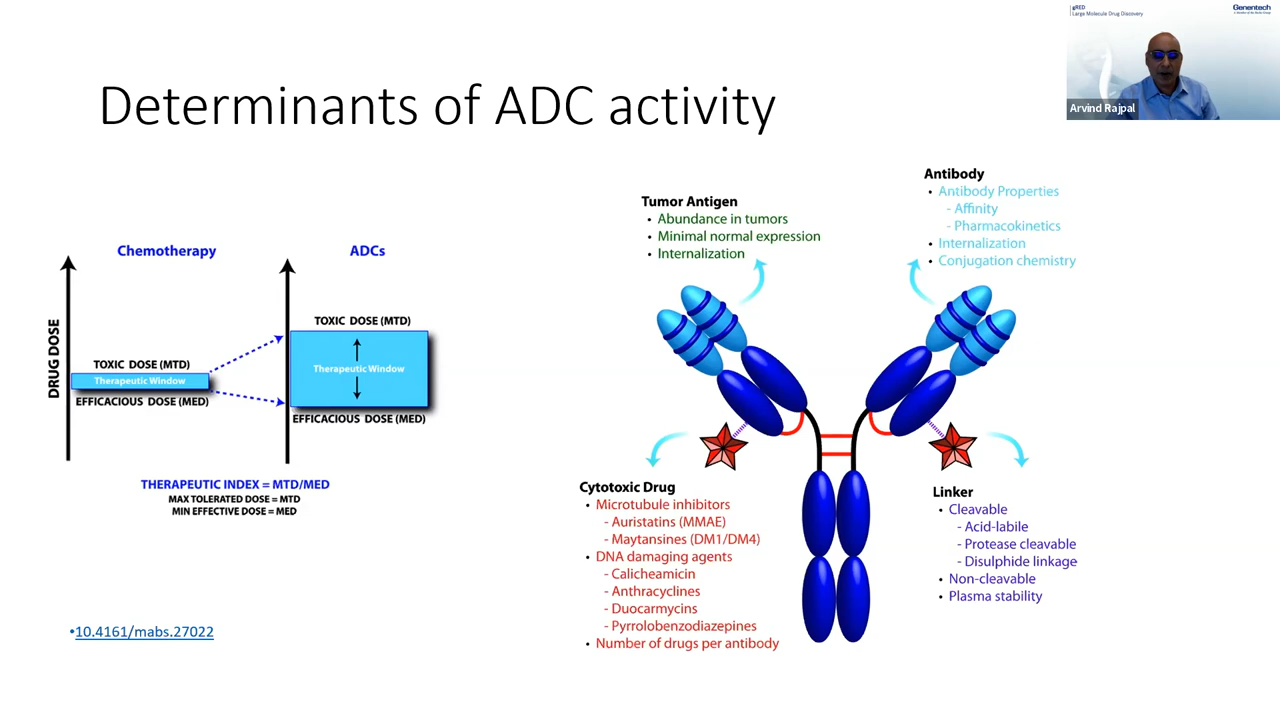 gRED
Large Molecule Drug Discovery
Genentech
A Member of the Roche Group
Arvind Rajpal
Determinants of ADC activity
Chemotherapy
ADCs
DRUG DOSE
TOXIC DOSE (MTD)
Therapeutic Window
EFFICACIOUS DOSE (MED)
TOXIC DOSE (MTD)
Therapeutic Window
EFFICACIOUS DOSE (MED)
THERAPEUTIC INDEX = MTD/MED
MAX TOLERATED DOSE = MTD
MIN EFFECTIVE DOSE = MED
•10.4161/mabs.27022
Tumor Antigen
• Abundance in tumors
• Minimal normal expression
• Internalization
Antibody
• Antibody Properties
- Affinity
- Pharmacokinetics
• Internalization
• Conjugation chemistry
Cytotoxic Drug
• Microtubule inhibitors
- Auristatins (MMAE)
- Maytansines (DM1/DM4)
• DNA damaging agents
- Calicheamicin
- Anthracyclines
- Duocarmycins
- Pyrrolobenzodiazepines
• Number of drugs per antibody
Linker
• Cleavable
- Acid-labile
- Protease cleavable
- Disulphide linkage
• Non-cleavable
• Plasma stability